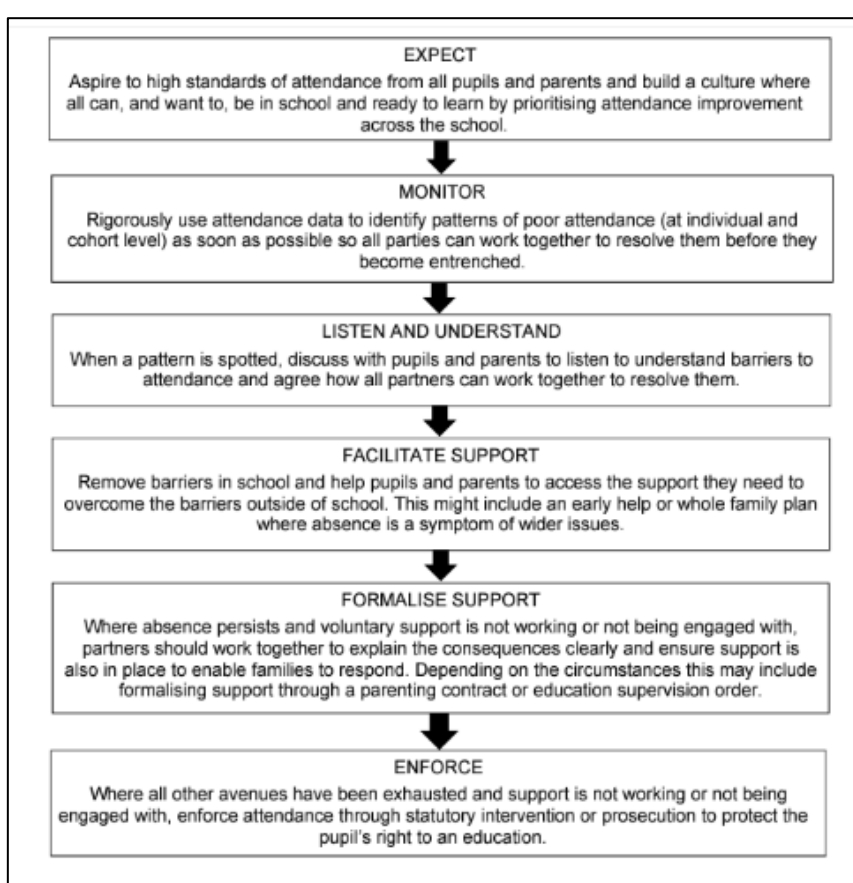 EXPECT
Aspire to high standards of attendance from all pupils and parents and build a culture where
all can, and want to, be in school and ready to learn by prioritising attendance improvement
across the school.
MONITOR
Rigorously use attendance data to identify patterns of poor attendance (at individual and
cohort level) as soon as possible so all parties can work together to resolve them before they
become entrenched.
LISTEN AND UNDERSTAND
When a pattern is spotted, discuss with pupils and parents to listen to understand barriers to
attendance and agree how all partners can work together to resolve them.
FACILITATE SUPPORT
Remove barriers in school and help pupils and parents to access the support they need to
overcome the barriers outside of school. This might include an early help or whole family plan
where absence is a symptom of wider issues.
FORMALISE SUPPORT
Where absence persists and voluntary support is not working or not being engaged with,
partners should work together to explain the consequences clearly and ensure support is
also in place to enable families to respond. Depending on the circumstances this may include
formalising support through a parenting contract or education supervision order.
ENFORCE
Where all other avenues have been exhausted and support is not working or not being
engaged with, enforce attendance through statutory intervention or prosecution to protect the
pupil's right to an education.